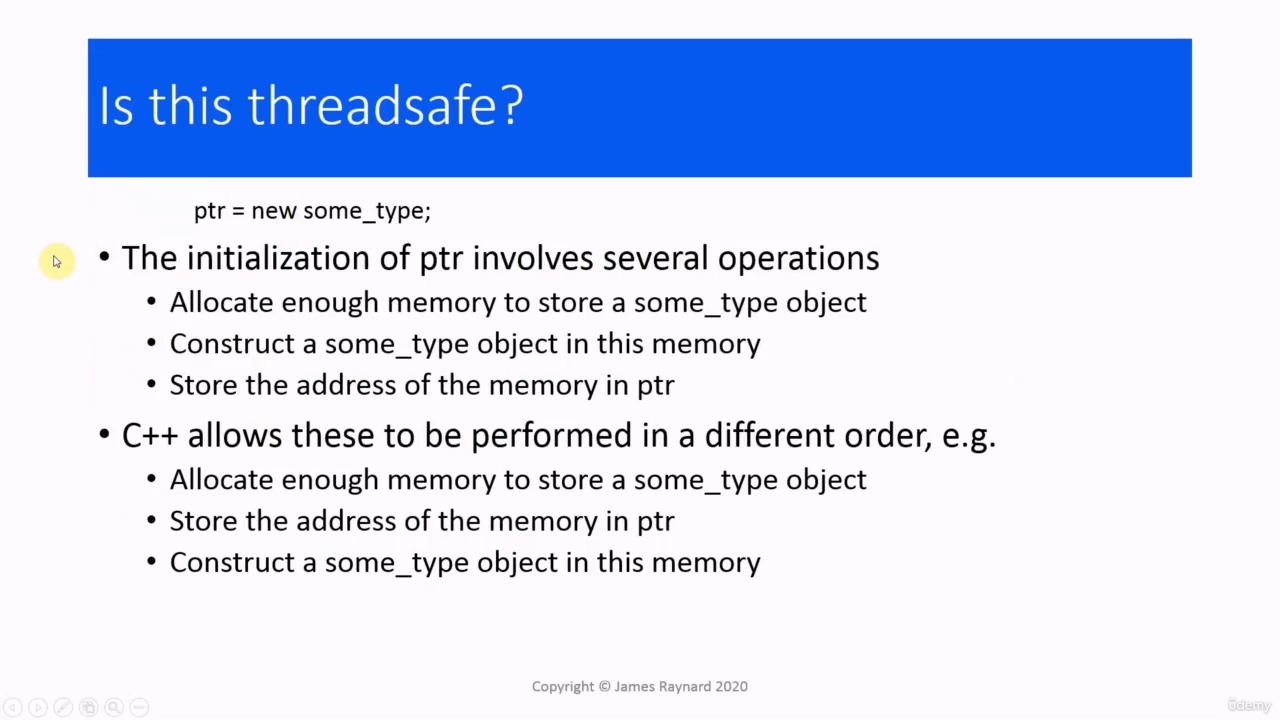 Is this threadsafe?
ptr = new some_type;
• The initialization of ptr involves several operations
• Allocate enough memory to store a some_type object
• Construct a some_type object in this memory
• Store the address of the memory in ptr
• C++ allows these to be performed in a different order, e.g.
• Allocate enough memory to store a some_type object
• Store the address of the memory in ptr
• Construct a some_type object in this memory
Copyright © James Raynard 2020
ûdemy